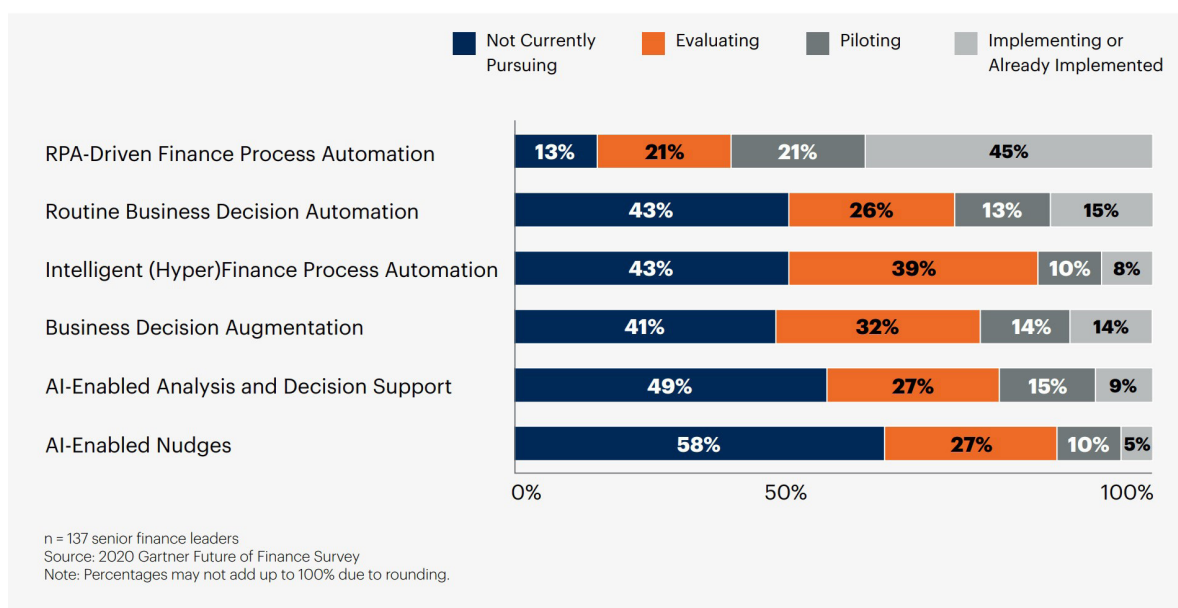 Not Currently
Pursuing
Evaluating
Piloting
Implementing or
Already Implemented
RPA-Driven Finance Process Automation
13%
21%
21%
45%
Routine Business Decision Automation
43%
26%
13%
15%
Intelligent (Hyper)Finance Process Automation
43%
39%
10%
8%
Business Decision Augmentation
41%
32%
14%
14%
AI-Enabled Analysis and Decision Support
49%
27%
15%
9%
AI-Enabled Nudges
58%
27%
10%
5%
0%
50%
100%
n = 137 senior finance leaders
Source: 2020 Gartner Future of Finance Survey
Note: Percentages may not add up to 100% due to rounding.